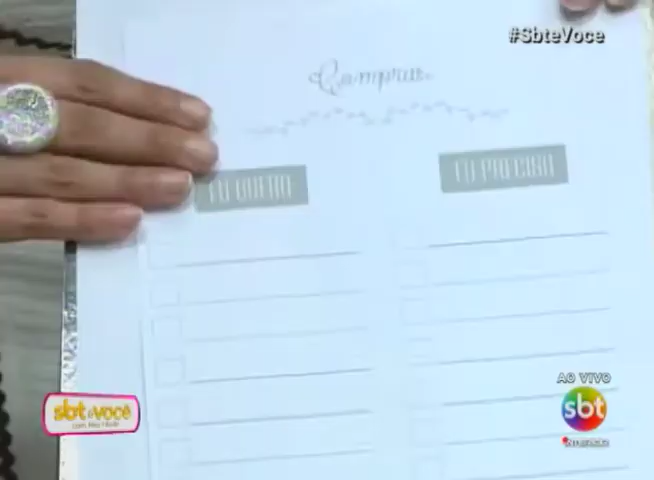 #SbteVoce
Compras
EU QUERO
EU PRECISO
AO VIVO
sbt
sbt e você